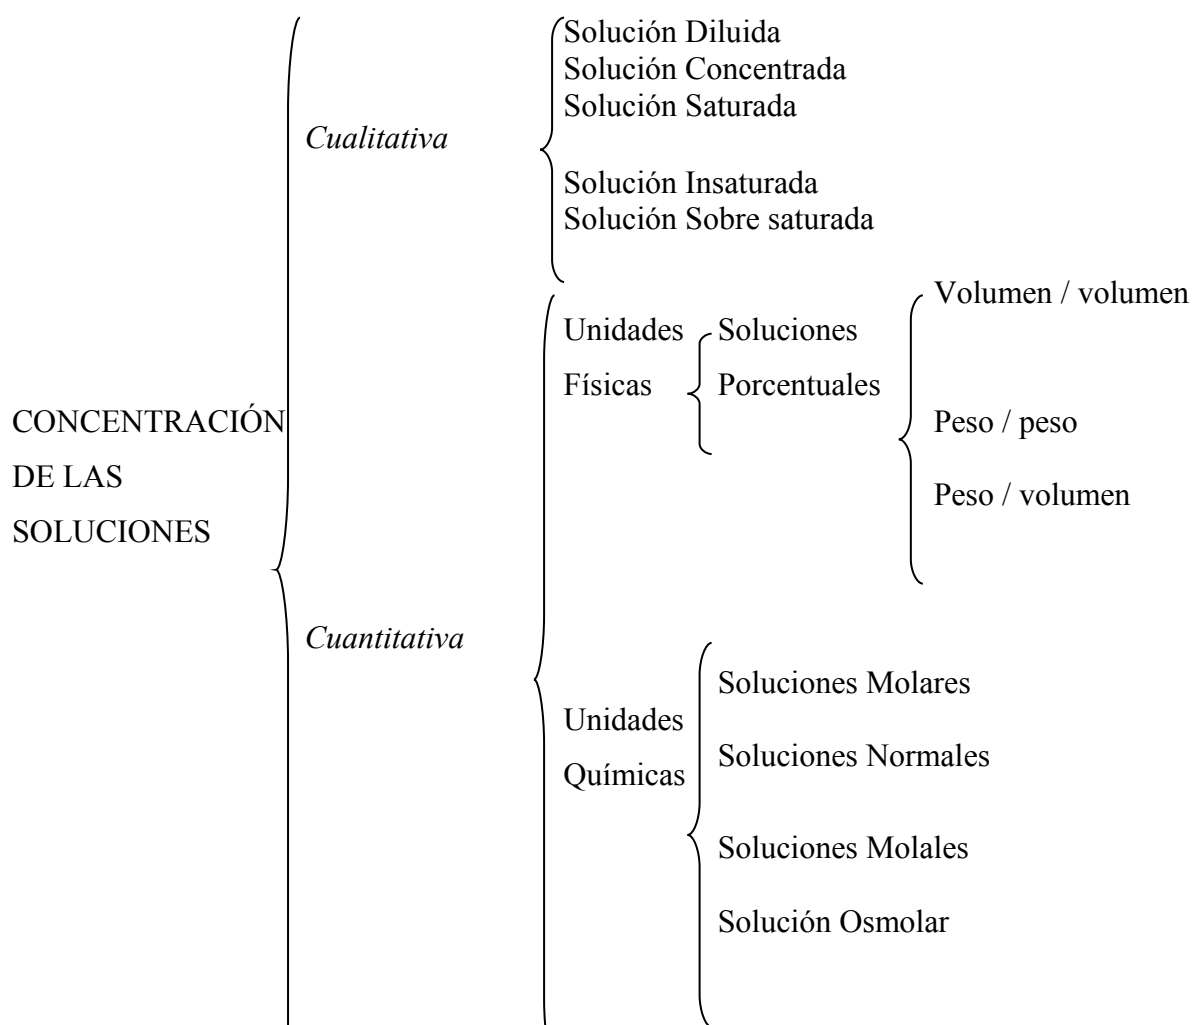 CONCENTRACIÓN
DE LAS
SOLUCIONES
Cualitativa
Solución Diluida
Solución Concentrada
Solución Saturada
Solución Insaturada
Solución Sobre saturada
Cuantitativa
Unidades
Físicas
Soluciones
Porcentuales
Volumen / volumen
Peso / peso
Peso / volumen
Unidades
Químicas
Soluciones Molares
Soluciones Normales
Soluciones Molales
Solución Osmolar